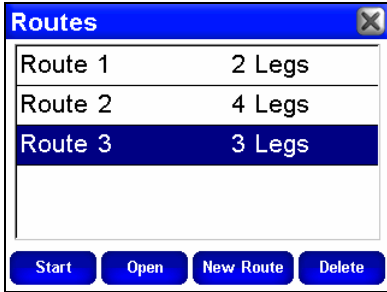 Routes
Route 1 2 Legs
Route 2 4 Legs
Route 3 3 Legs
Start Open New Route Delete